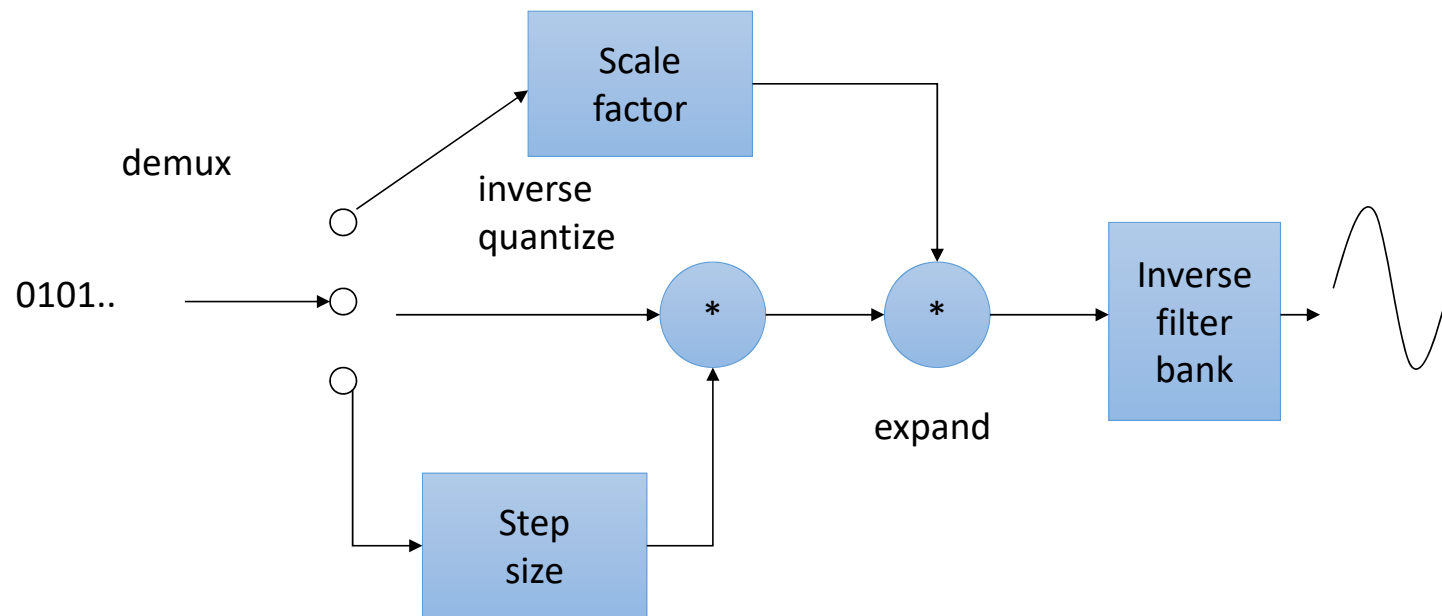 Scale
factor
demux
inverse
quantize
0101..
*
*
Inverse
filter
bank
expand
Step
size